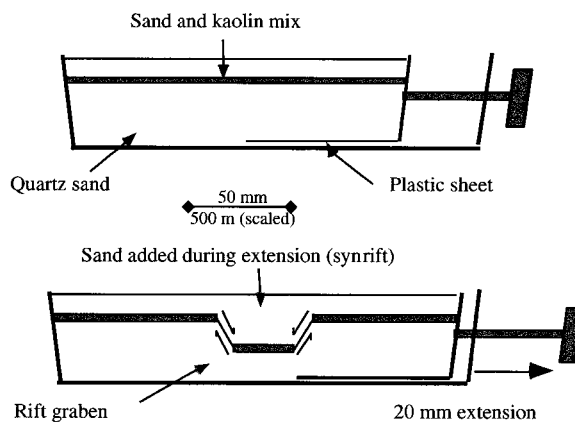 Sand and kaolin mix
Quartz sand
Plastic sheet
50 mm
500 m (scaled)
Sand added during extension (synrift)
Rift graben
20 mm extension